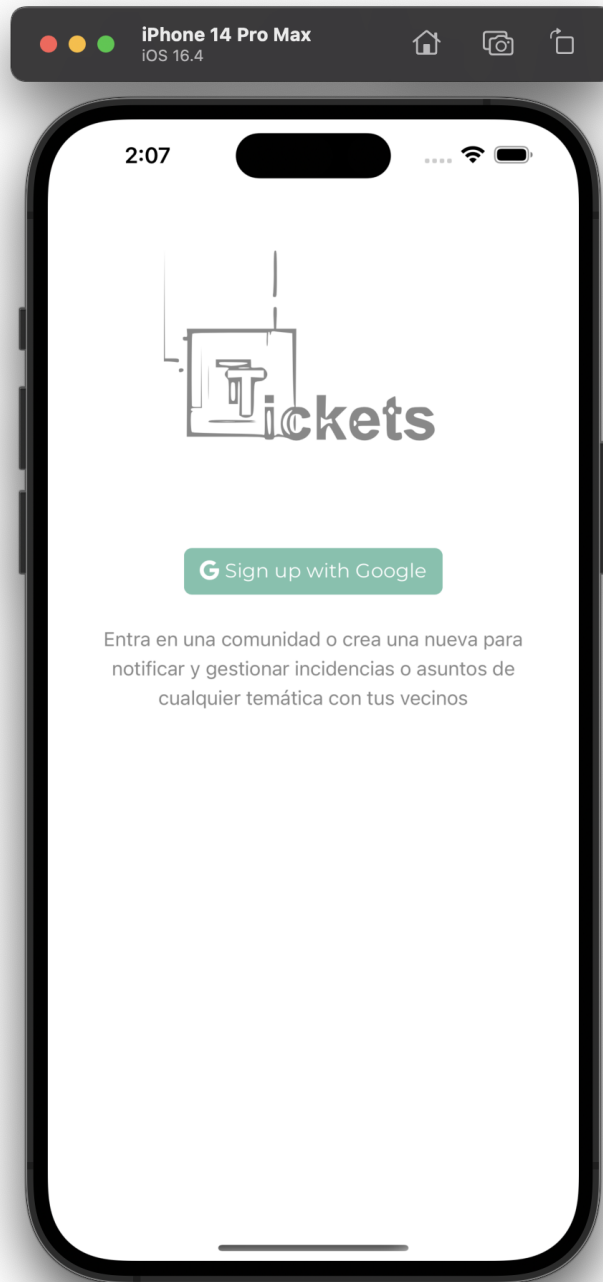 iPhone 14 Pro Max
iOS 16.4
2:07
Tickets
G Sign up with Google
Entra en una comunidad o crea una nueva para
notificar y gestionar incidencias o asuntos de
cualquier temática con tus vecinos